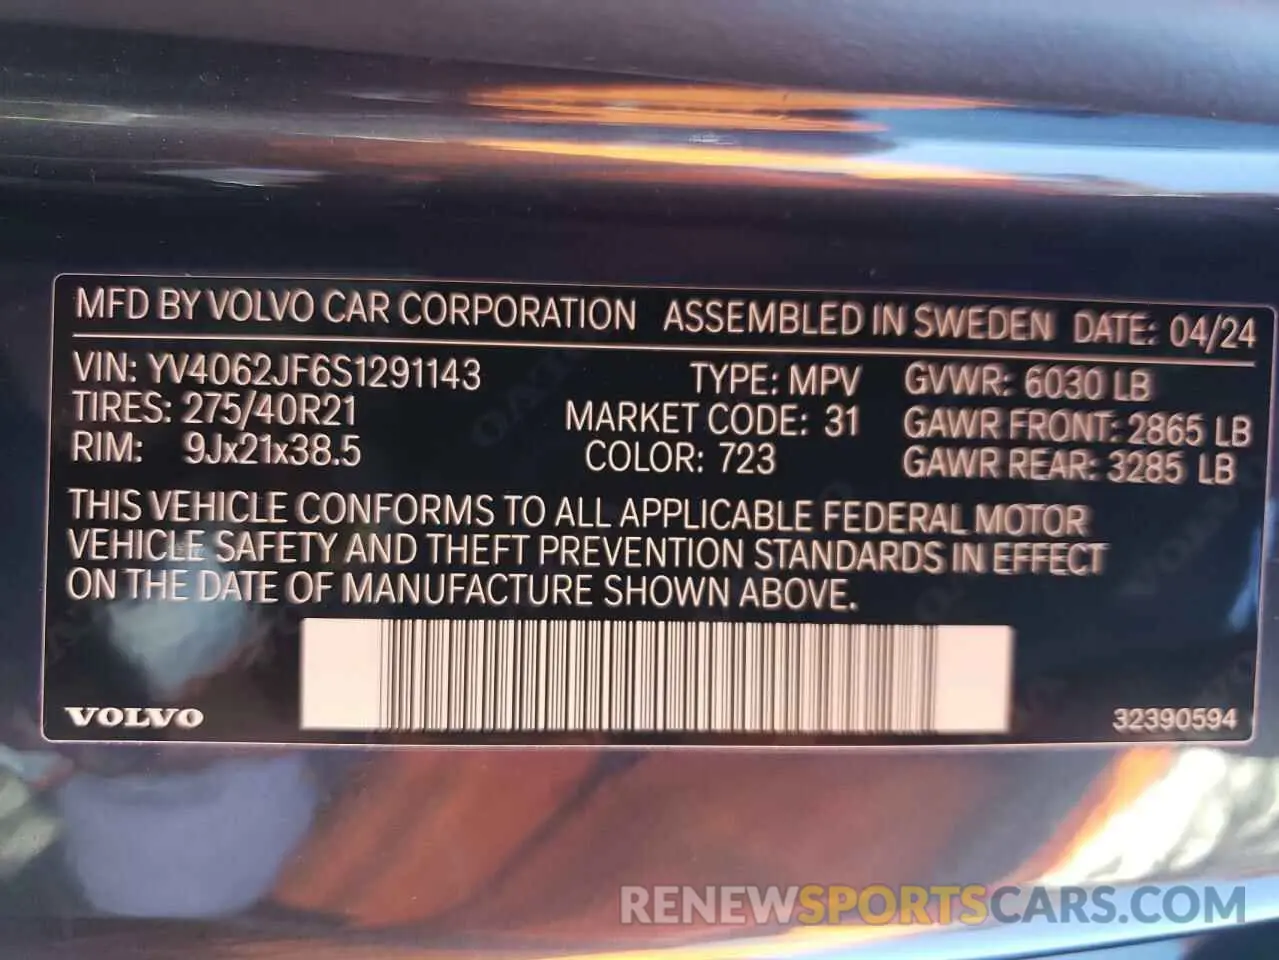 MFD BY VOLVO CAR CORPORATION ASSEMBLED IN SWEDEN DATE: 04/24
VIN: YV4062JF6S1291143 TYPE: MPV GVWR: 6030 LB
TIRES: 275/40R21 MARKET CODE: 31 GAWR FRONT: 2865 LB
RIM: 9Jx21x38.5 COLOR: 723 GAWR REAR: 3285 LB
THIS VEHICLE CONFORMS TO ALL APPLICABLE FEDERAL MOTOR
VEHICLE SAFETY AND THEFT PREVENTION STANDARDS IN EFFECT
ON THE DATE OF MANUFACTURE SHOWN ABOVE.
VOLVO 32390594
RENEWSPORTSCARS.COM